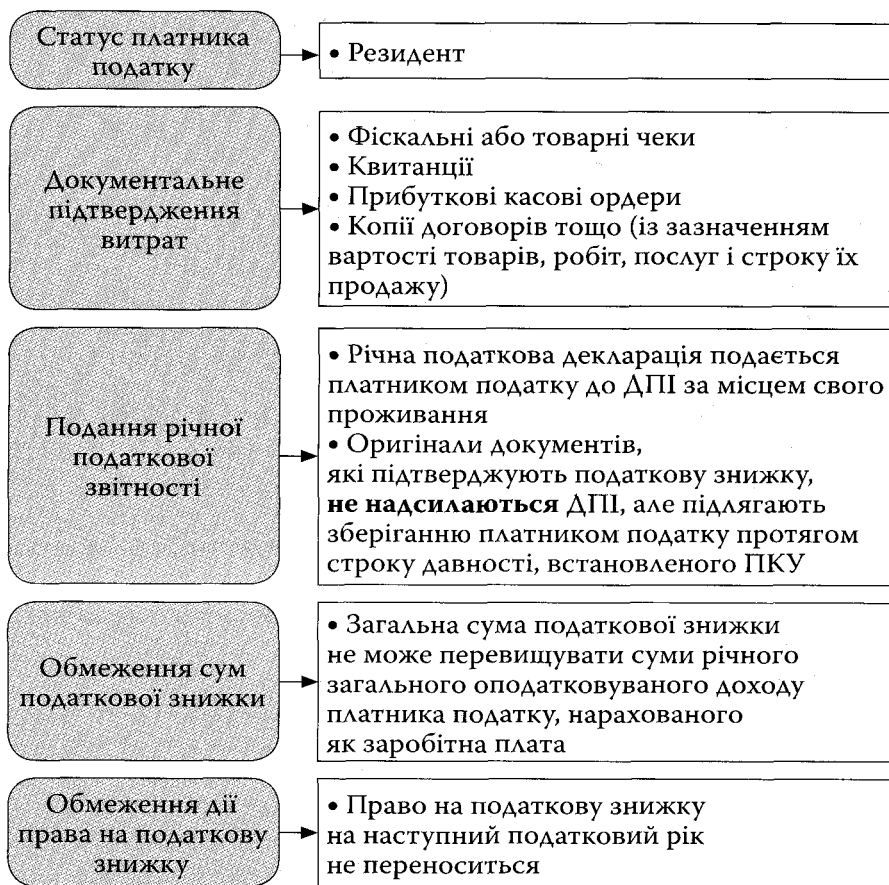 Статус платника
податку
• Резидент
Документальне
підтвердження
витрат
• Фіскальні або товарні чеки
• Квитанції
• Прибуткові касові ордери
• Копії договорів тощо (із зазначенням
вартості товарів, робіт, послуг і строку їх
продажу)
Подання річної
податкової
звітності
• Річна податкова декларація подається
платником податку до ДПІ за місцем свого
проживання
• Оригінали документів,
які підтверджують податкову знижку,
не надсилаються ДПІ, але підлягають
зберіганню платником податку протягом
строку давності, встановленого ПКУ
Обмеження сум
податкової знижки
• Загальна сума податкової знижки
не може перевищувати суми річного
загального оподатковуваного доходу
платника податку, нарахованого
як заробітна плата
Обмеження дії
права на податкову
знижку
• Право на податкову знижку
на наступний податковий рік
не переноситься